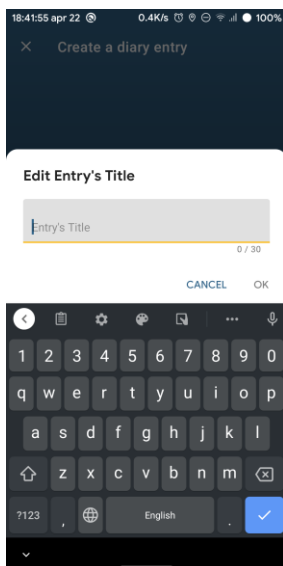 18:41:55 apr 22 0.4K/s 100%
Create a diary entry
Edit Entry's Title
Entry's Title
0 / 30
CANCEL OK
1 2 3 4 5 6 7 8 9 0
q w e r t y u i o p
a s d f g h j k l
z x c v b n m
?123 , English .